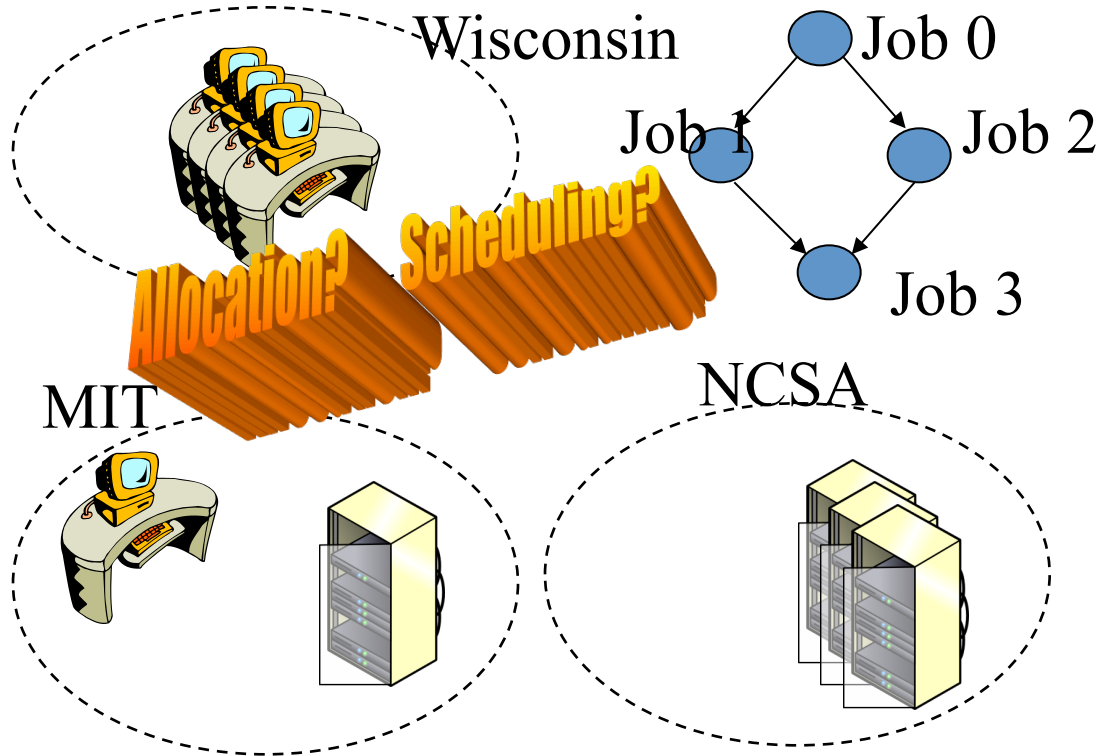 Wisconsin
Job 0
Job 1
Job 2
Scheduling?
Allocation?
Job 3
MIT
NCSA